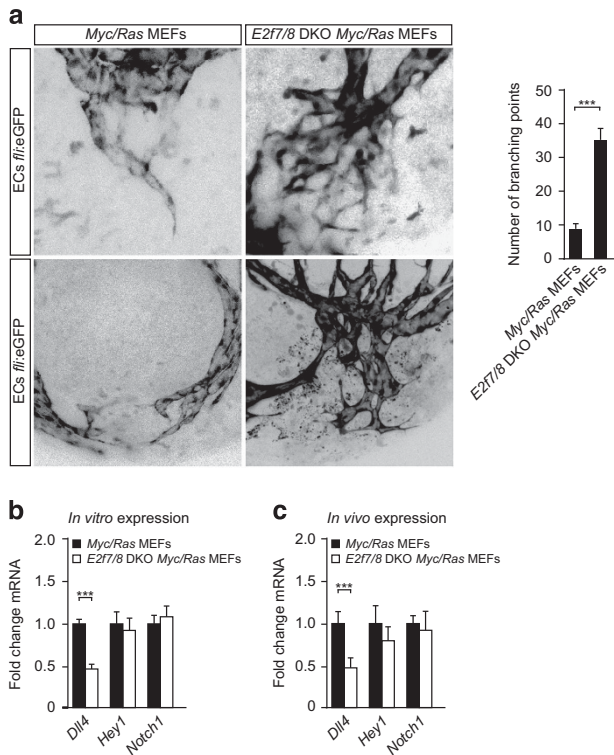 a
Myc/Ras MEFs
E2f7/8 DKO Myc/Ras MEFs
ECs fli:eGFP
ECs fli:eGFP
Number of branching points
50
40
30
20
10
0
***
Myc/Ras MEFs
E2f7/8 DKO Myc/Ras MEFs
b
In vitro expression
Myc/Ras MEFs
E2f7/8 DKO Myc/Ras MEFs
Fold change mRNA
2.0
1.5
1.0
0.5
0
***
Dll4
Hey1
Notch1
c
In vivo expression
Myc/Ras MEFs
E2f7/8 DKO Myc/Ras MEFs
Fold change mRNA
2.0
1.5
1.0
0.5
0
***
Dll4
Hey1
Notch1